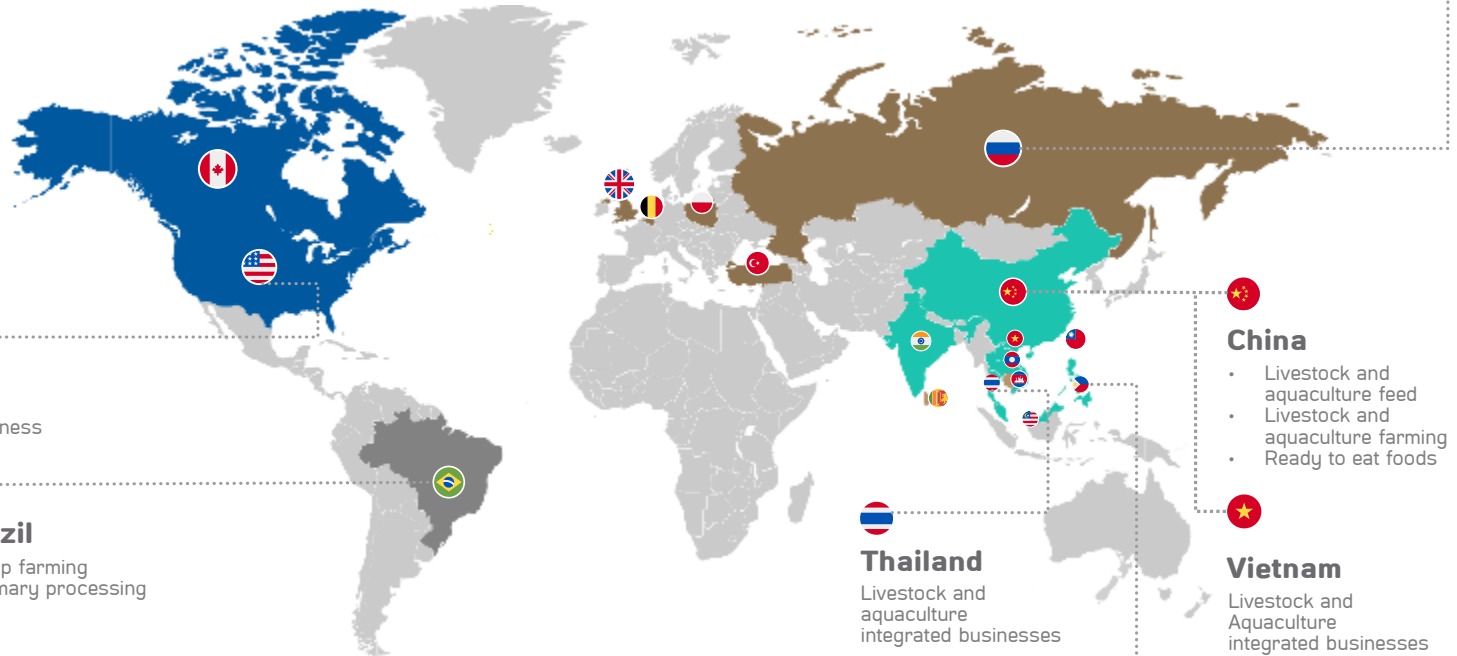 ness
zil
p farming
mary processing
Thailand
Livestock and
aquaculture
integrated businesses
China
• Livestock and
aquaculture feed
• Livestock and
aquaculture farming
• Ready to eat foods
Vietnam
Livestock and
Aquaculture
integrated businesses